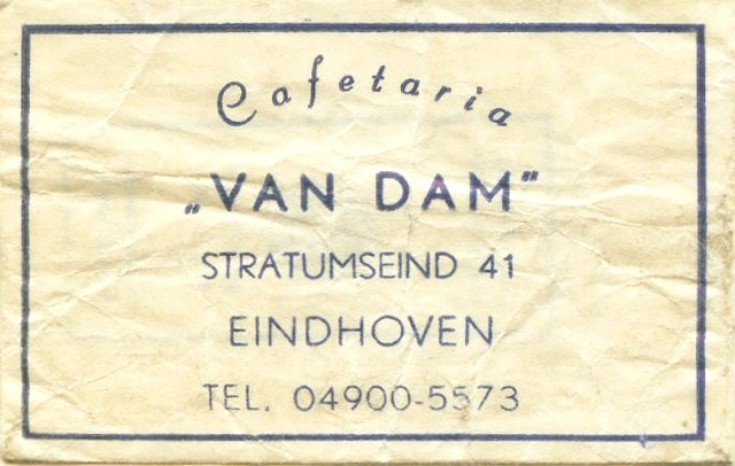 Cafetaria
„VAN DAM"
STRATUMSEIND 41
EINDHOVEN
TEL. 04900-5573